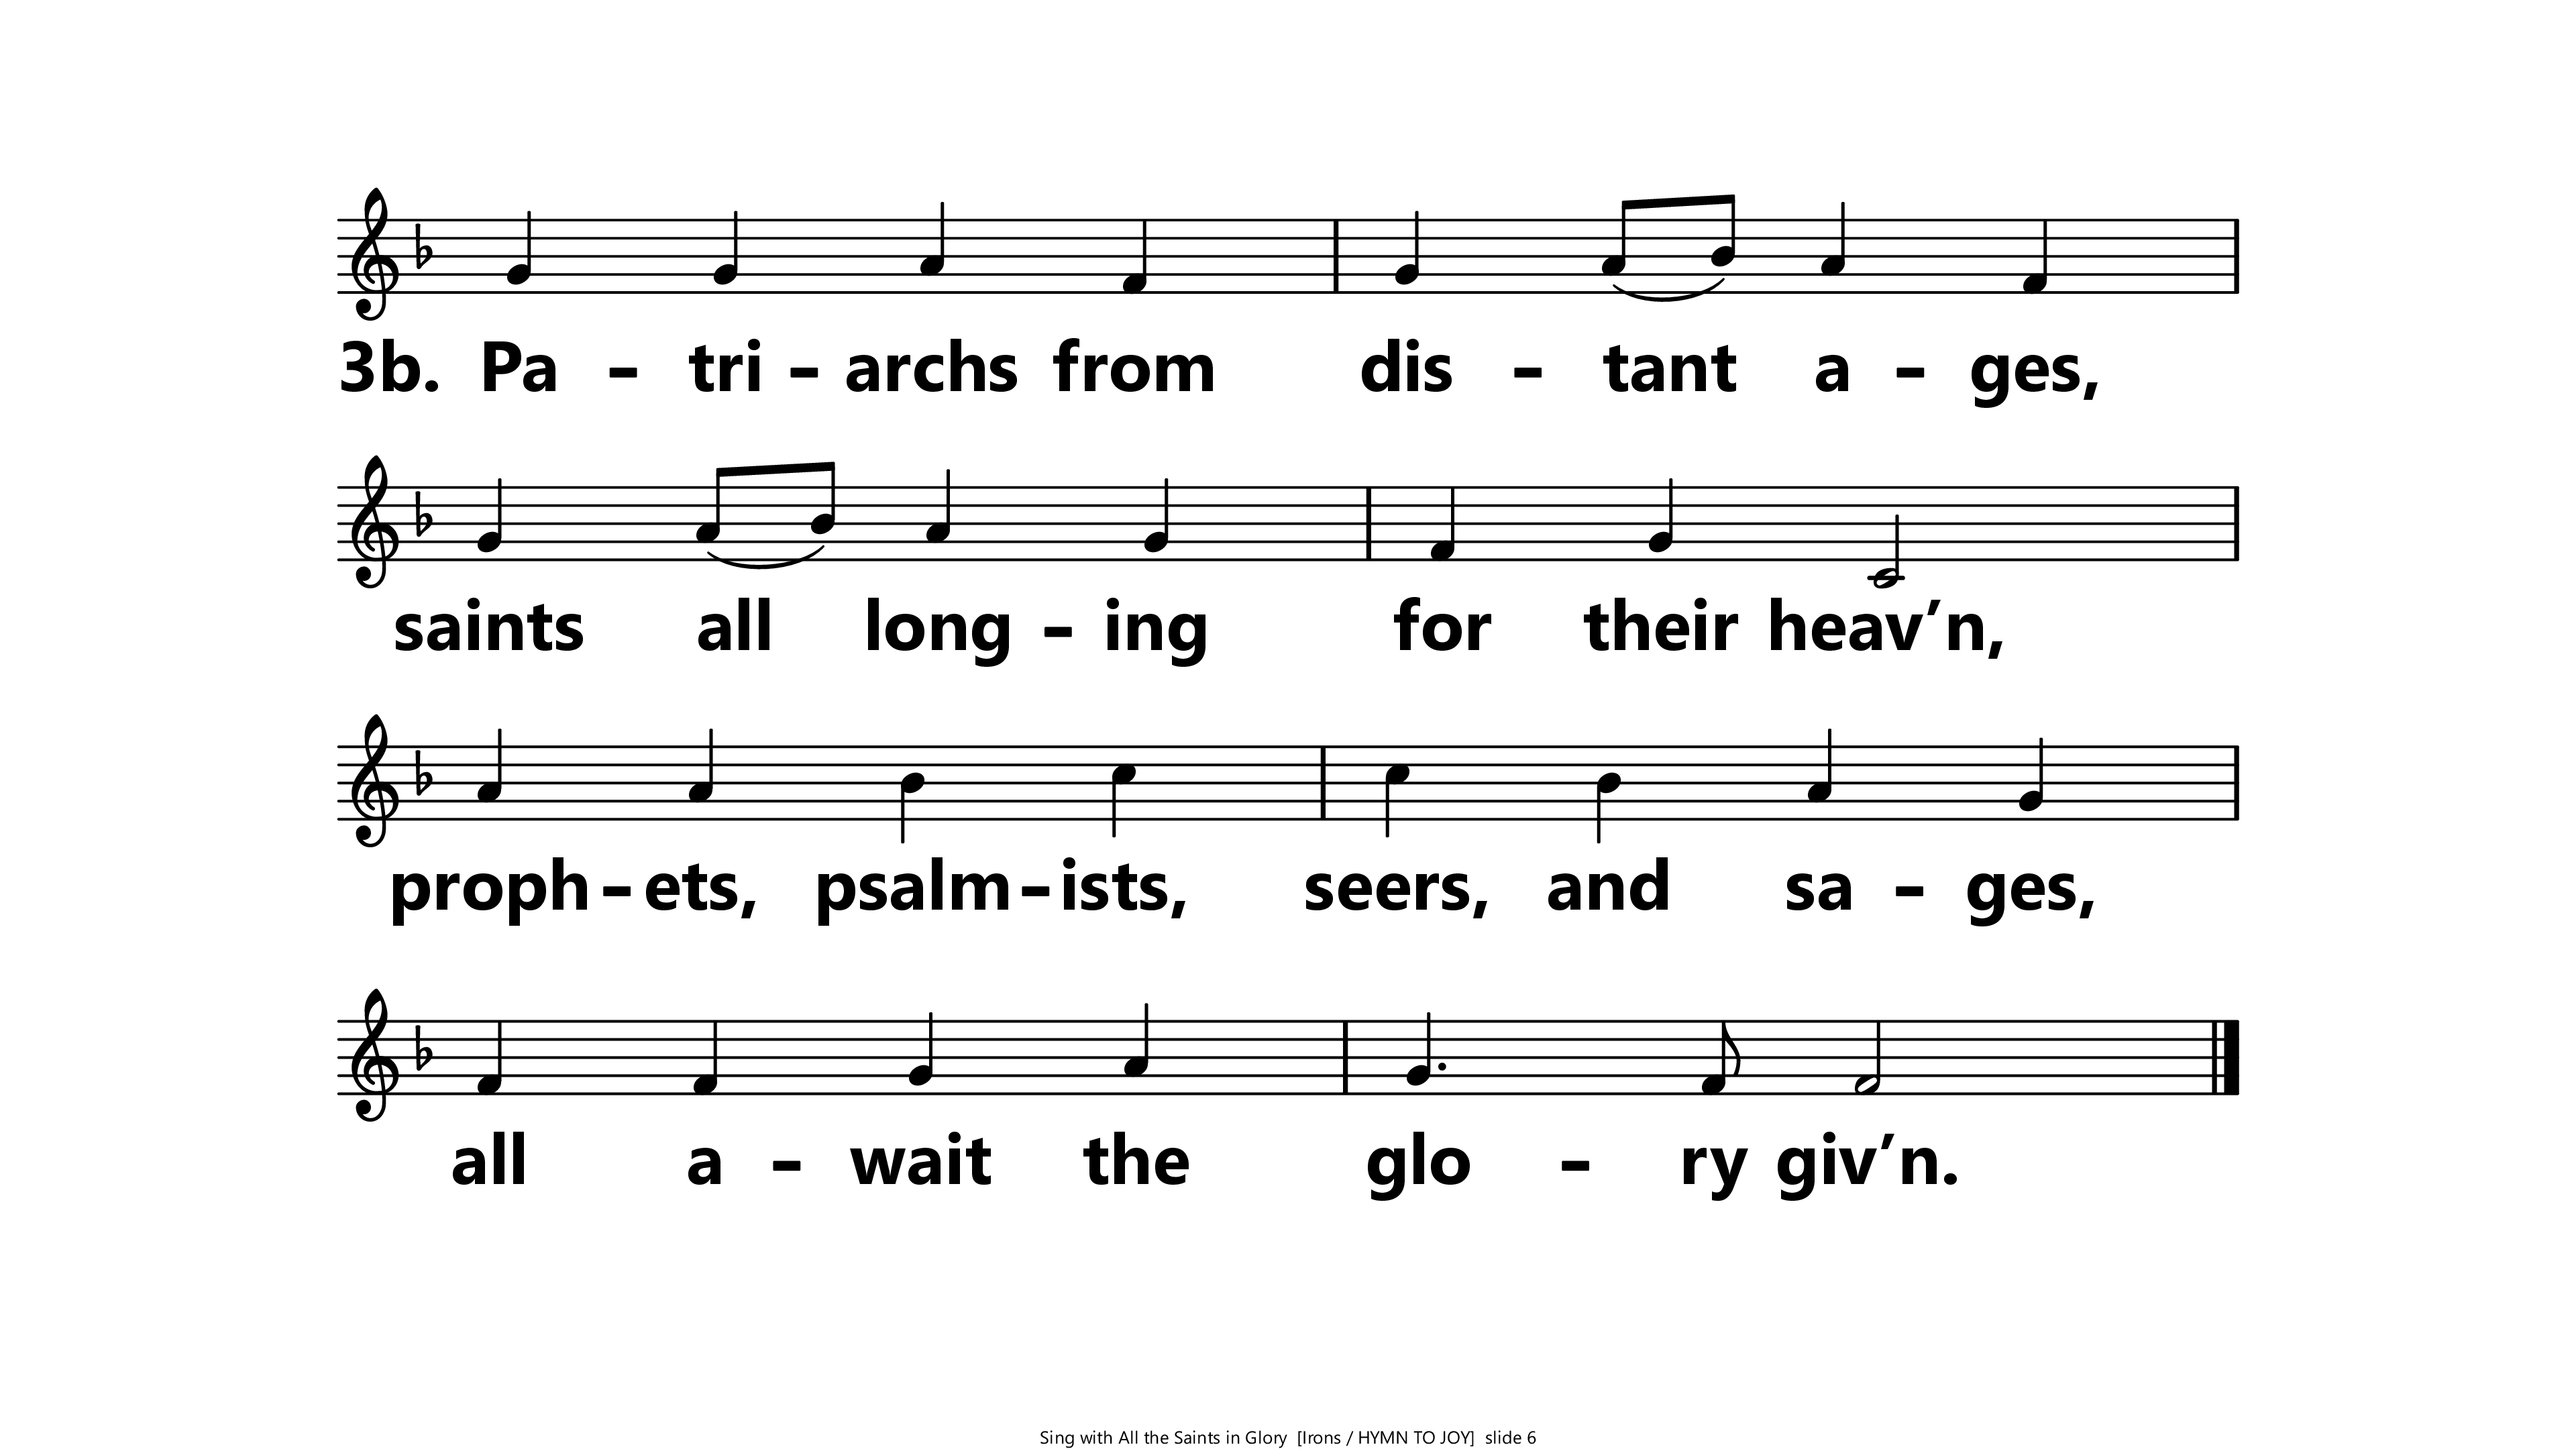 3b. Pa - tri - archs from dis - tant a - ges,
saints all long - ing for their heav’n,
proph - ets, psalm - ists, seers, and sa - ges,
all a - wait the glo - ry giv’n.
Sing with All the Saints in Glory [Irons / HYMN TO JOY] slide 6